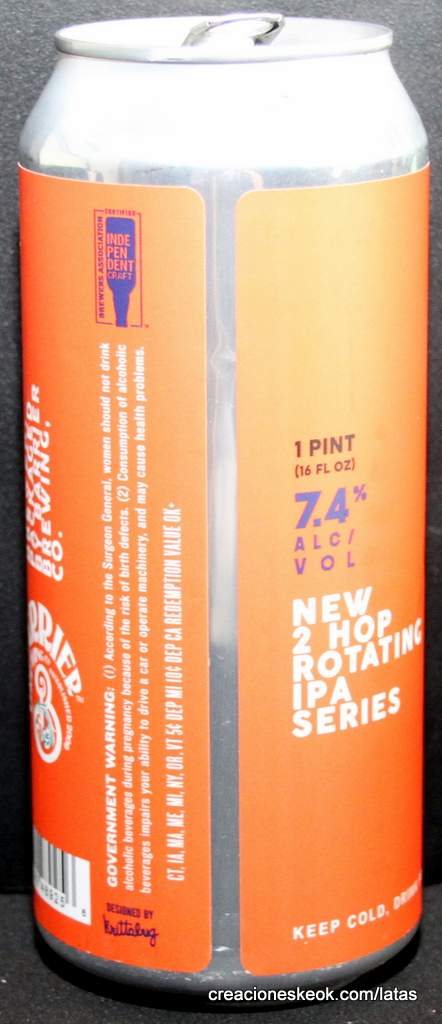 CERTIFIED
BREWERS ASSOCIATION
INDE
PEN
DENT
CRAFT
BREWING.
CO.
GOVERNMENT WARNING: (1) According to the Surgeon General, women should not drink
alcoholic beverages during pregnancy because of the risk of birth defects. (2) Consumption of alcoholic
beverages impairs your ability to drive a car or operate machinery, and may cause health problems.
CT, IA, MA, ME, MI, NY, OR, VT 5¢ DEP MI 10¢ DEP CA REDEMPTION VALUE OK+
DESIGNED BY
1 PINT
(16 FL OZ)
7.4%
ALC/
VOL
NEW
2 HOP
ROTATING
IPA
SERIES
KEEP COLD, DRINK
creacioneskeok.com/latas